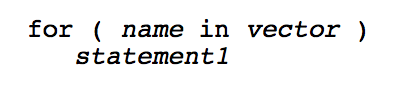 for ( name in vector )
statement1